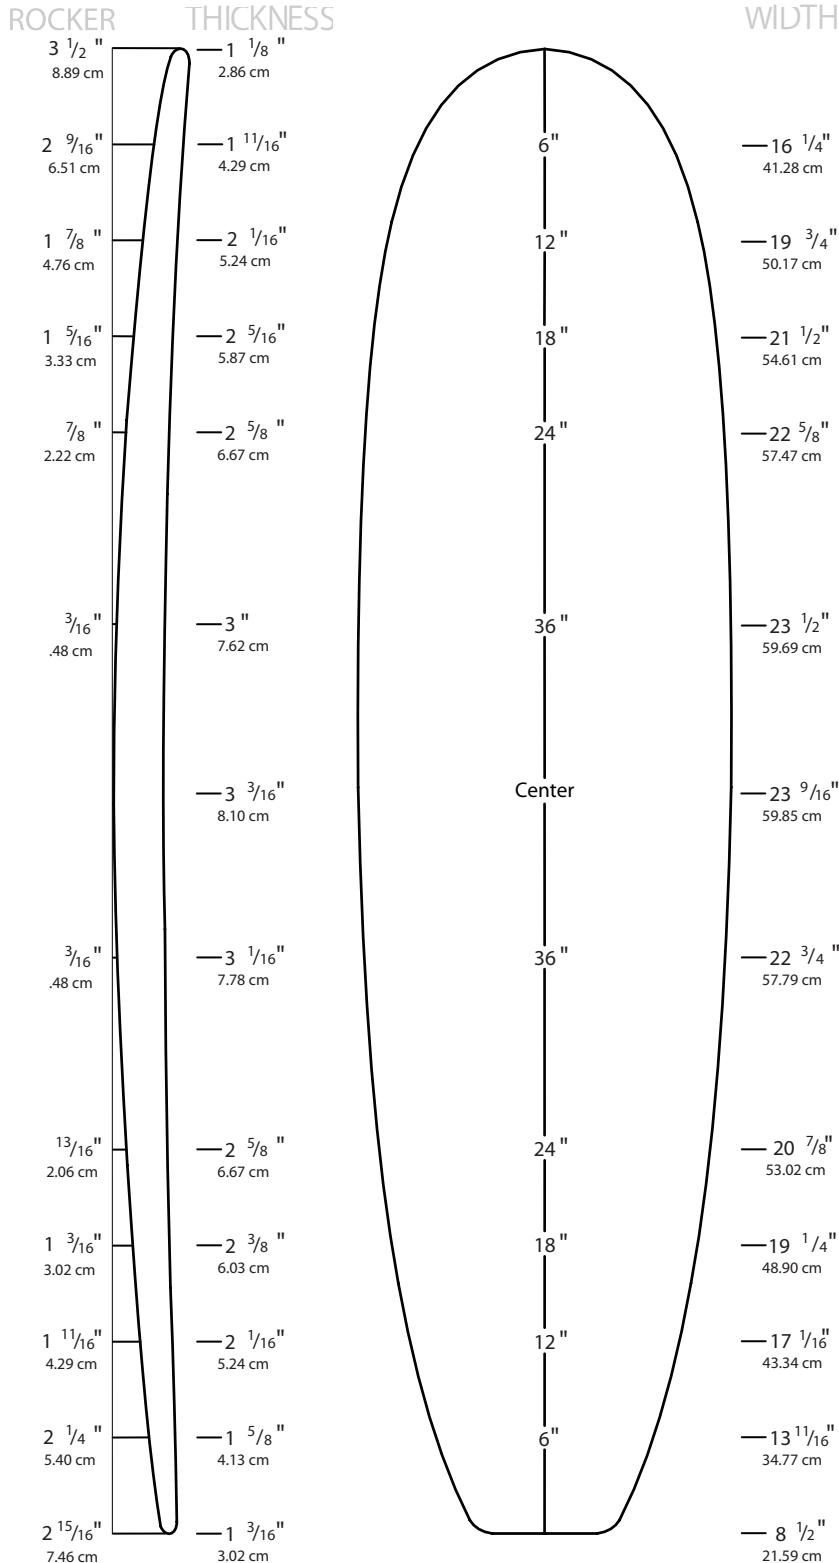 ROCKER THICKNESS WIDTH
3 1/2 " 1 1/8 "
8.89 cm 2.86 cm
2 9/16 " 1 11/16 " 6" 16 1/4 "
6.51 cm 4.29 cm 41.28 cm
1 7/8 " 2 1/16" 12 " 19 3/4 "
4.76 cm 5.24 cm 50.17 cm
1 5/16 " 2 5/16" 18 " 21 1/2 "
3.33 cm 5.87 cm 54.61 cm
7/8 " 2 5/8 " 24 " 22 5/8 "
2.22 cm 6.67 cm 57.47 cm
3/16 " 3 " 36 " 23 1/2 "
.48 cm 7.62 cm 59.69 cm
3 3/16" Center 23 9/16"
8.10 cm 59.85 cm
3/16 " 3 1/16" 36 " 22 3/4 "
.48 cm 7.78 cm 57.79 cm
13/16 " 2 5/8 " 24 " 20 7/8 "
2.06 cm 6.67 cm 53.02 cm
1 3/16 " 2 3/8 " 18 " 19 1/4 "
3.02 cm 6.03 cm 48.90 cm
1 11/16" 2 1/16" 12 " 17 1/16"
4.29 cm 5.24 cm 43.34 cm
2 1/4 " 1 5/8 " 6" 13 11/16"
5.40 cm 4.13 cm 34.77 cm
2 15/16" 1 3/16" 8 1/2 "
7.46 cm 3.02 cm 21.59 cm